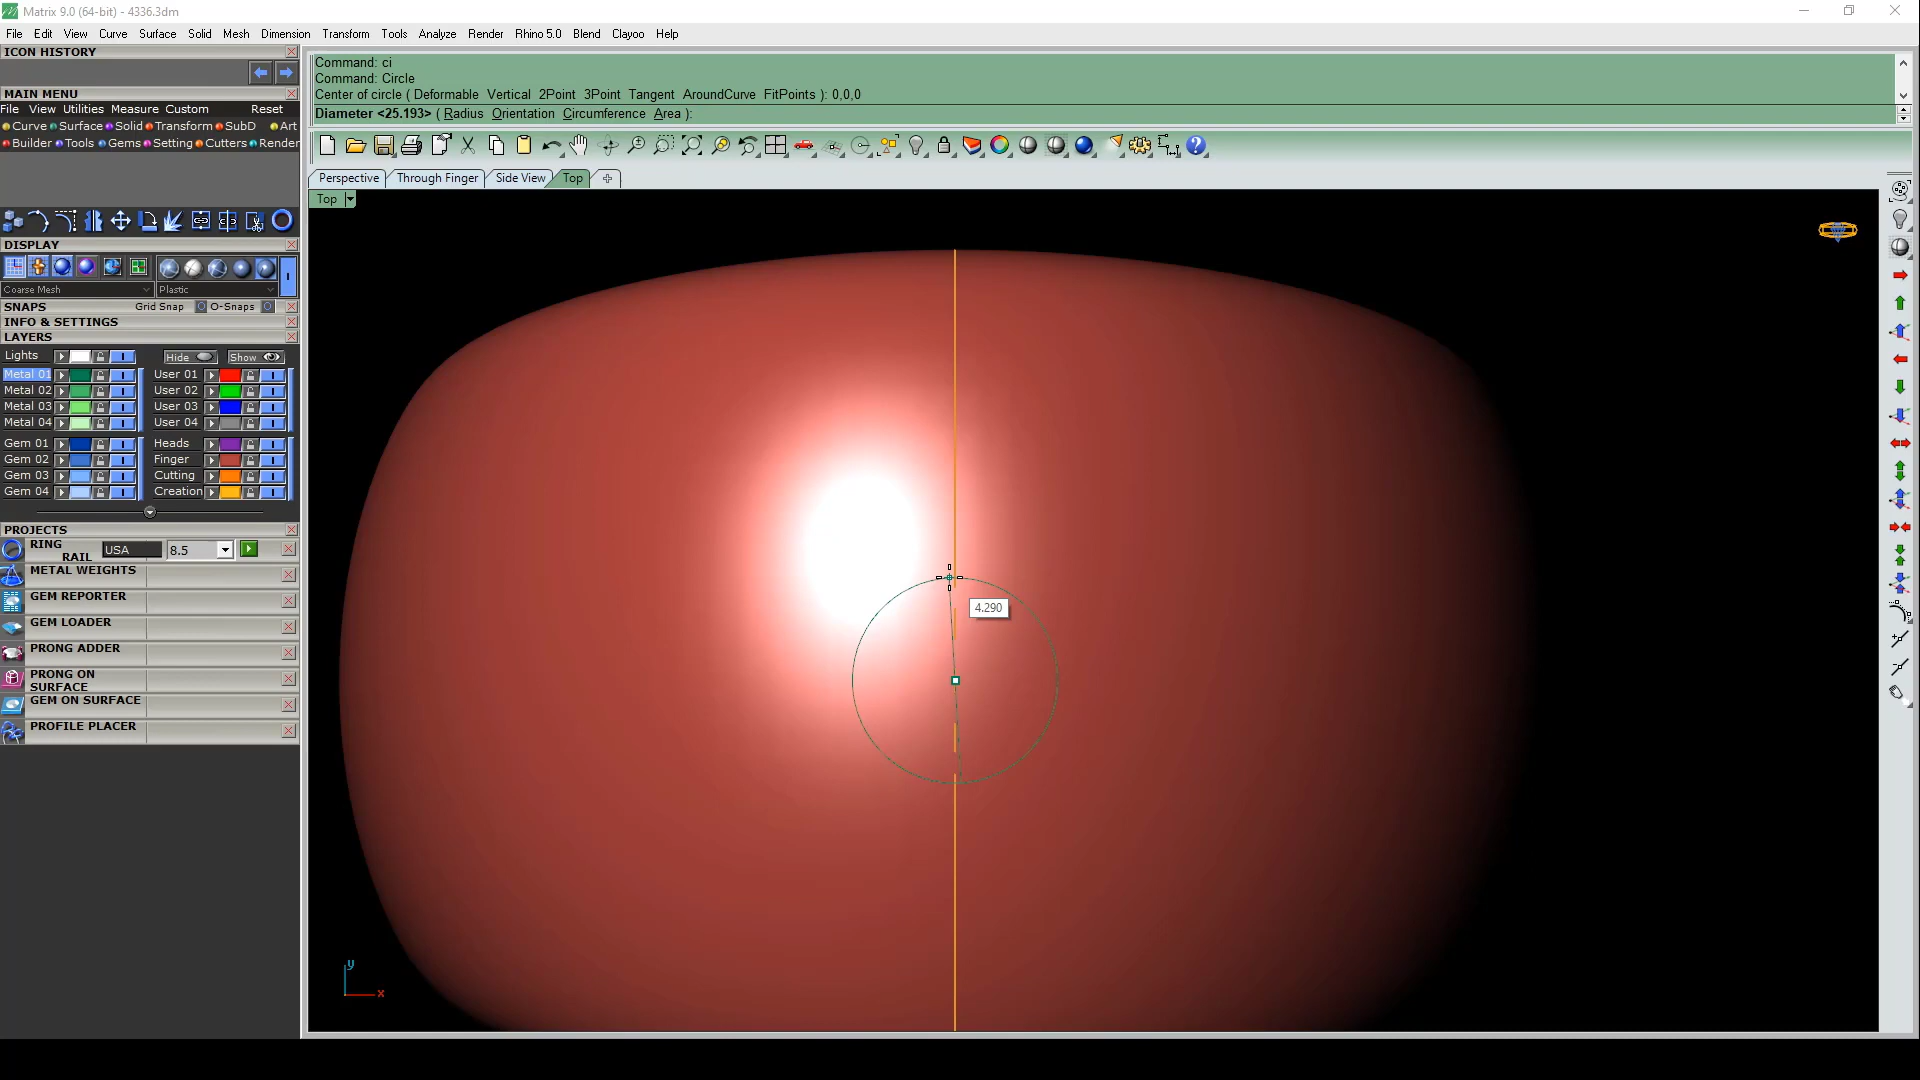 Matrix 9.0 (64-bit) - 4336.3dm
File Edit View Curve Surface Solid Mesh Dimension Transform Tools Analyze Render Rhino 5.0 Blend Clayoo Help
ICON HISTORY
MAIN MENU
File View Utilities Measure Custom Reset
Curve Surface Solid Transform SubD Art
Builder Tools Gems Setting Cutters Render
Command: ci
Command: Circle
Center of circle ( Deformable Vertical 2Point 3Point Tangent AroundCurve FitPoints ): 0,0,0
Diameter <25.193> ( Radius Orientation Circumference Area ):
Perspective Through Finger Side View Top
Top
DISPLAY
Coarse Mesh Plastic
SNAPS Grid Snap O-Snaps
INFO & SETTINGS
LAYERS
Lights Hide Show
Metal 01 User 01
Metal 02 User 02
Metal 03 User 03
Metal 04 User 04
Gem 01 Heads
Gem 02 Finger
Gem 03 Cutting
Gem 04 Creation
PROJECTS
RING RAIL USA 8.5
METAL WEIGHTS
GEM REPORTER
GEM LOADER
PRONG ADDER
PRONG ON
SURFACE
GEM ON SURFACE
PROFILE PLACER
4.290
y
x